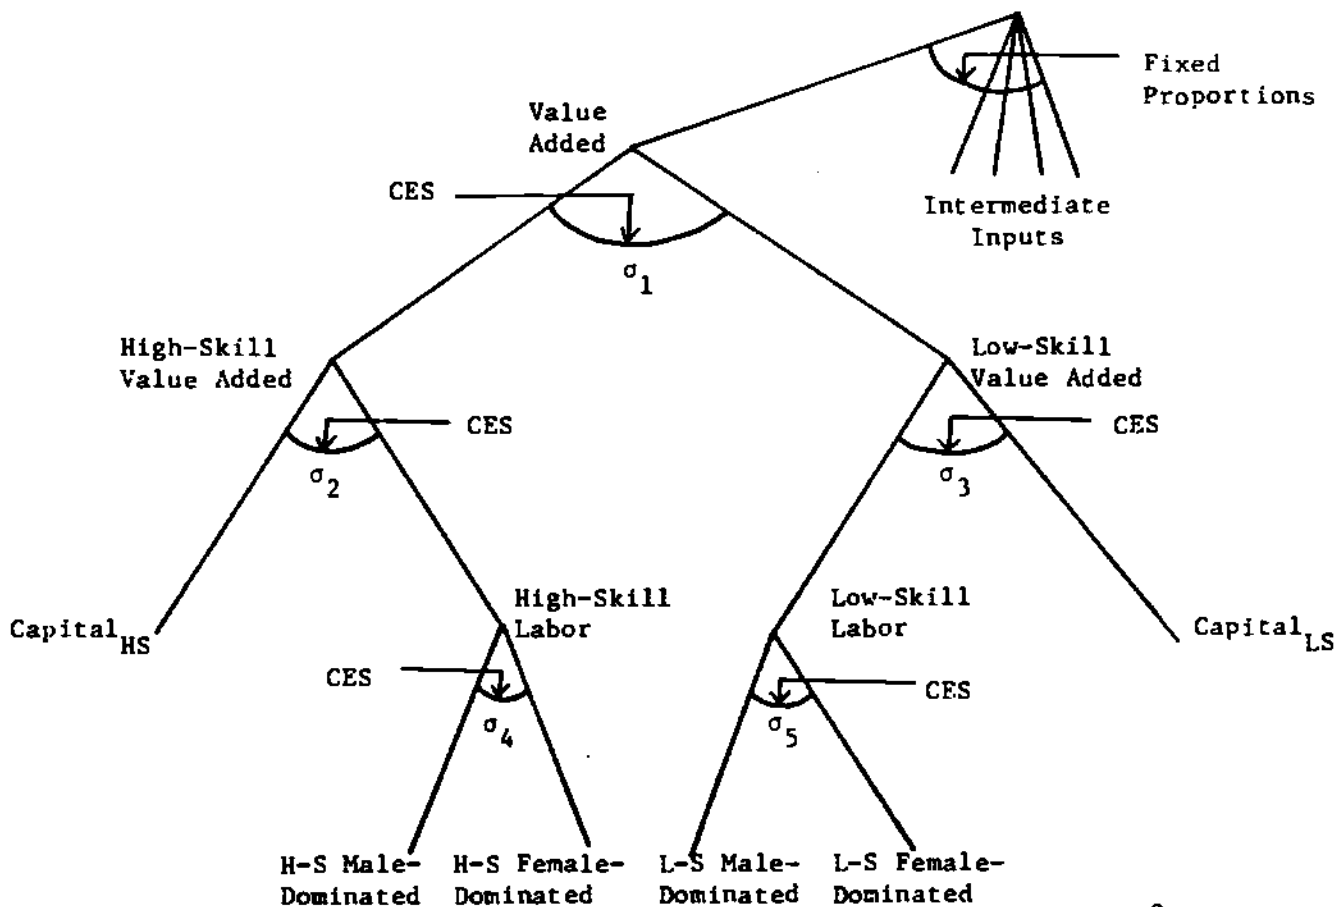 Fixed
Proportions
Value
Added
CES
Intermediate
Inputs
σ1
High-Skill
Value Added
Low-Skill
Value Added
CES
CES
σ2
σ3
High-Skill
Labor
Low-Skill
Labor
CapitalHS
CapitalLS
CES
CES
σ4
σ5
H-S Male-
Dominated
H-S Female-
Dominated
L-S Male-
Dominated
L-S Female-
Dominated